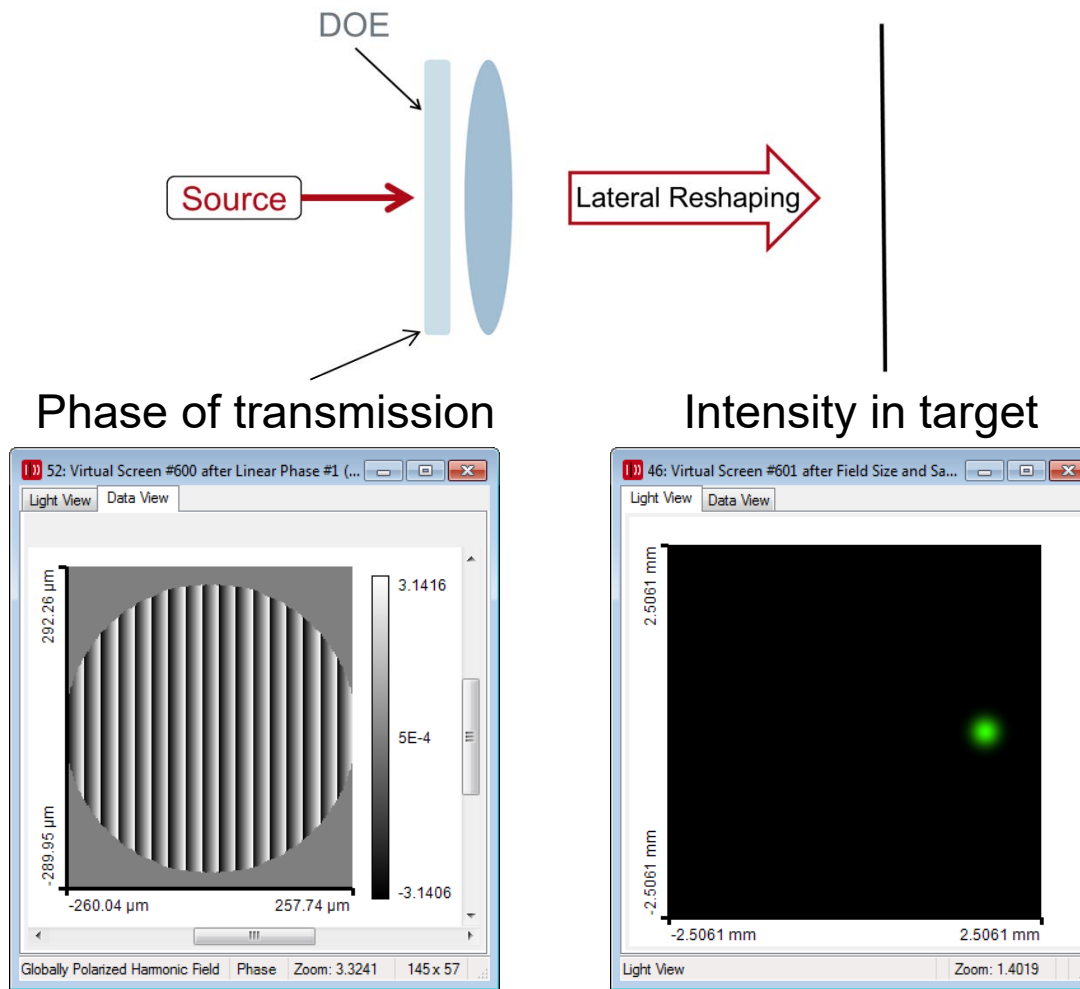 DOE
Source
Lateral Reshaping
Phase of transmission
Intensity in target
52: Virtual Screen #600 after Linear Phase #1 (...
Light View Data View
292.26 µm
-289.95 µm
-260.04 µm 257.74 µm
3.1416
5E-4
-3.1406
Globally Polarized Harmonic Field Phase Zoom: 3.3241 145 x 57
46: Virtual Screen #601 after Field Size and Sa...
Light View Data View
2.5061 mm
-2.5061 mm
-2.5061 mm 2.5061 mm
Light View Zoom: 1.4019